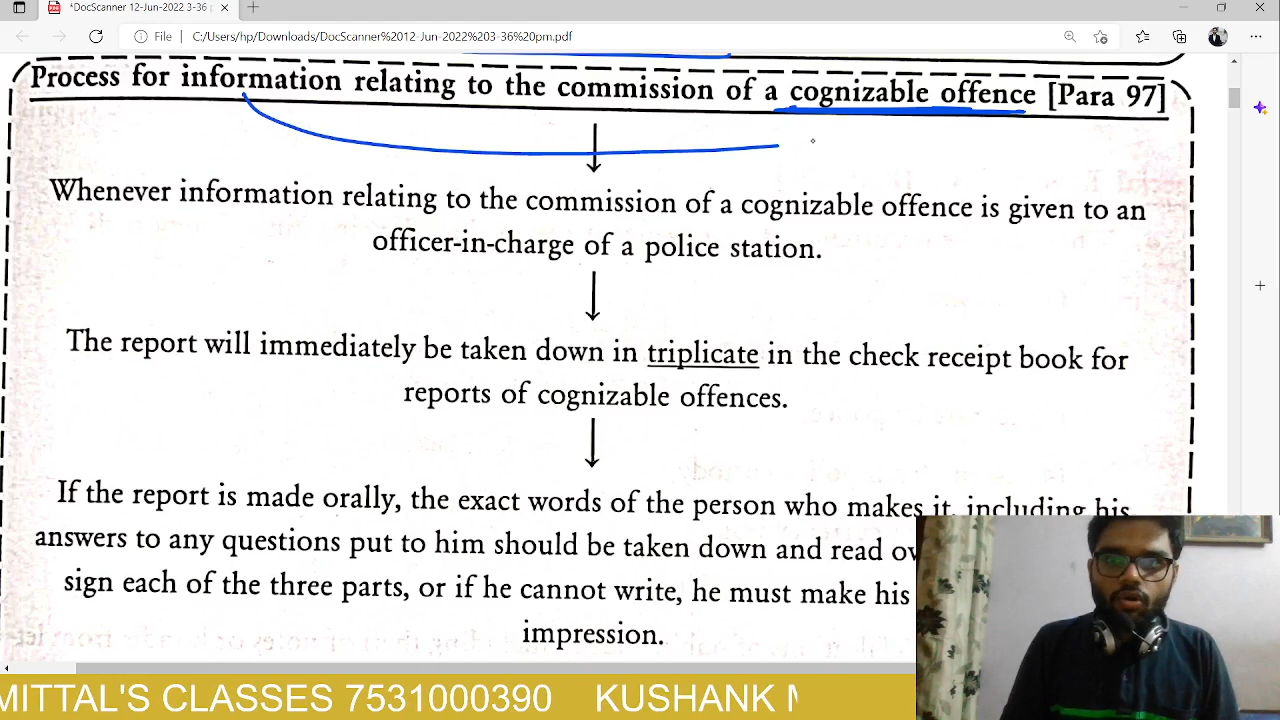 *DocScanner 12-Jun-2022 3-36
File
C:/Users/hp/Downloads/DocScanner%2012-Jun-2022%203-36%20pm.pdf
Process for information relating to the commission of a cognizable offence [Para 97]
Whenever information relating to the commission of a cognizable offence is given to an
officer-in-charge of a police station.
The report will immediately be taken down in triplicate in the check receipt book for
reports of cognizable offences.
If the report is made orally, the exact words of the person who makes it, including his
answers to any questions put to him should be taken down and read
sign each of the three parts, or if he cannot write, he must make his
impression.
MITTAL'S CLASSES 7531000390 KUSHANK